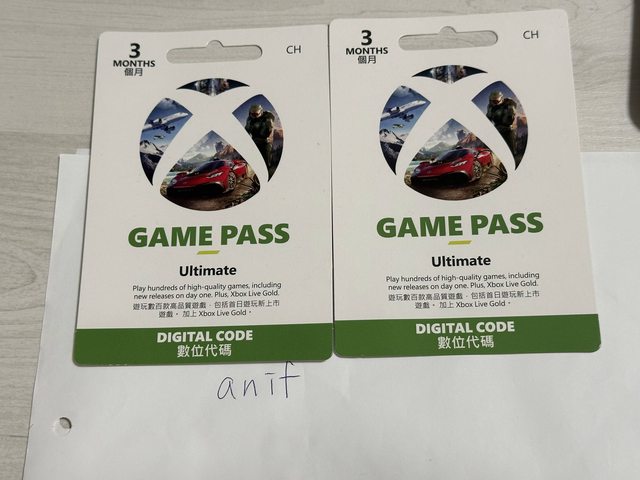 3
MONTHS
個月
CH
GAME PASS
Ultimate
Play hundreds of high-quality games, including
new releases on day one. Plus, Xbox Live Gold.
遊玩數百款高品質遊戲，包括首日遊玩新上市
遊戲。加上 Xbox Live Gold。
DIGITAL CODE
數位代碼
3
MONTHS
個月
CH
GAME PASS
Ultimate
Play hundreds of high-quality games, including
new releases on day one. Plus, Xbox Live Gold.
遊玩數百款高品質遊戲，包括首日遊玩新上市
遊戲。加上 Xbox Live Gold。
DIGITAL CODE
數位代碼
anif